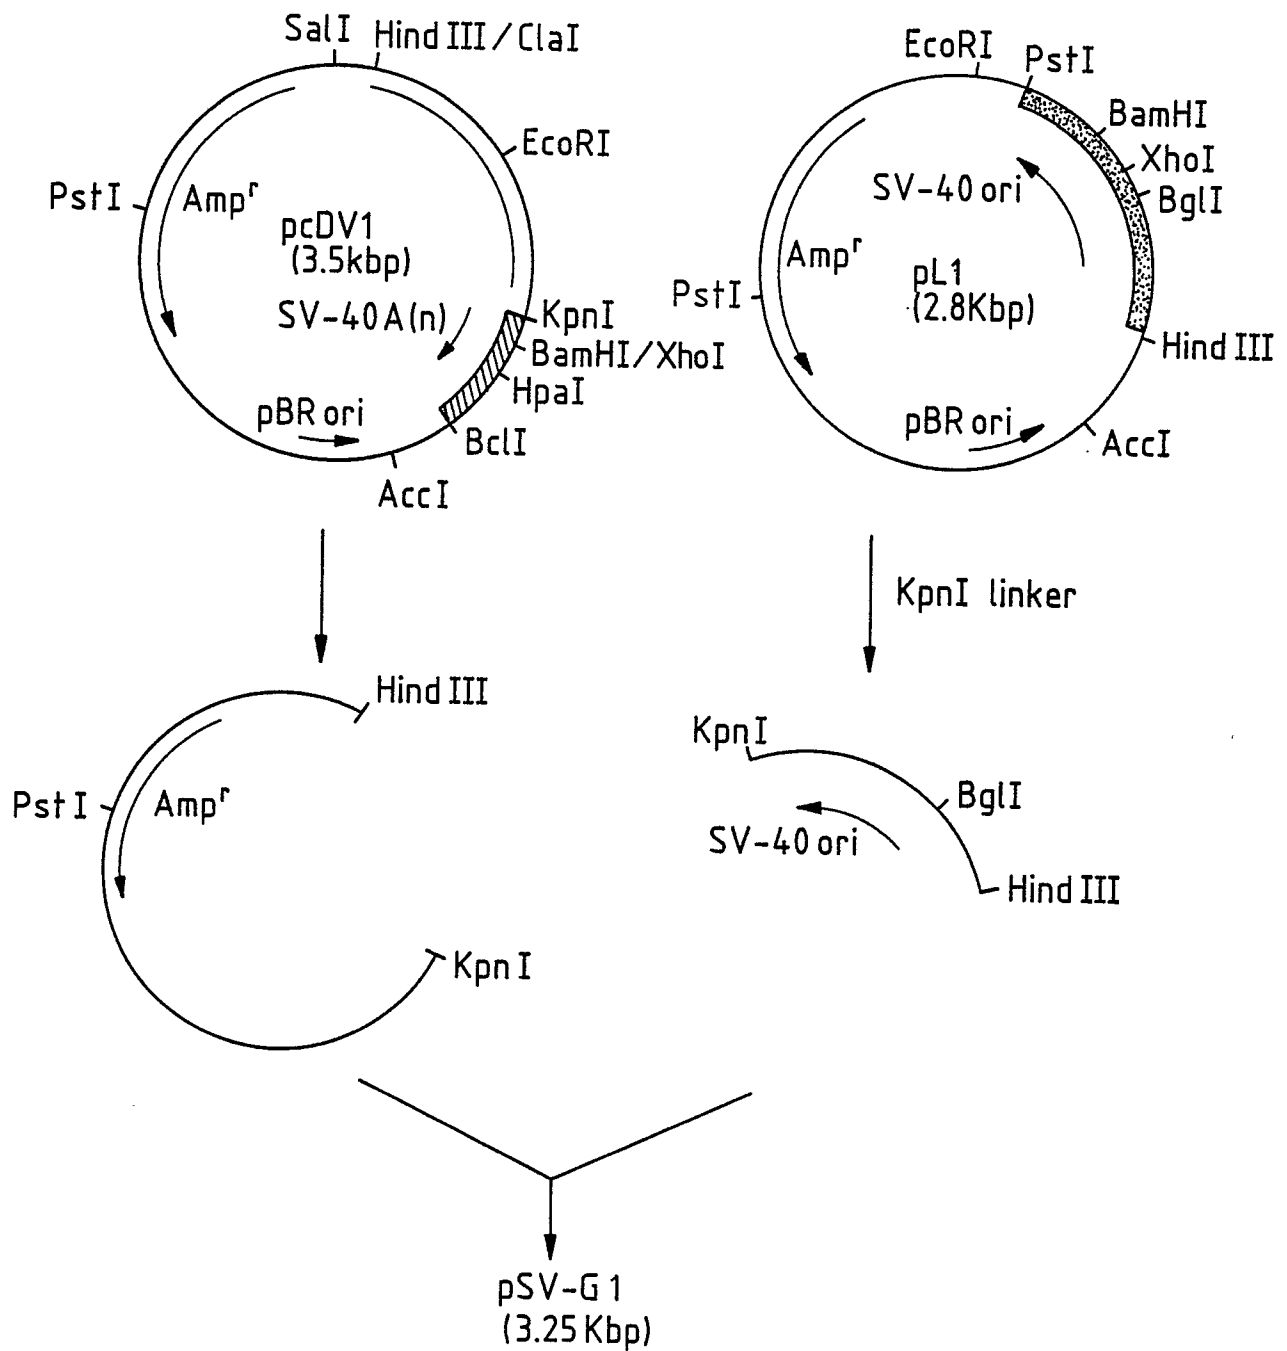 SalI
Hind III / ClaI
EcoRI
PstI
Ampʳ
pcDV1
(3.5kbp)
SV-40 A(n)
KpnI
BamHI/XhoI
HpaI
pBR ori
BclI
AccI
EcoRI
PstI
BamHI
XhoI
SV-40 ori
BglI
Ampʳ
pL1
(2.8Kbp)
PstI
Hind III
pBR ori
AccI
KpnI linker
Hind III
PstI
Ampʳ
KpnI
KpnI
BglI
SV-40 ori
Hind III
pSV-G1
(3.25 Kbp)